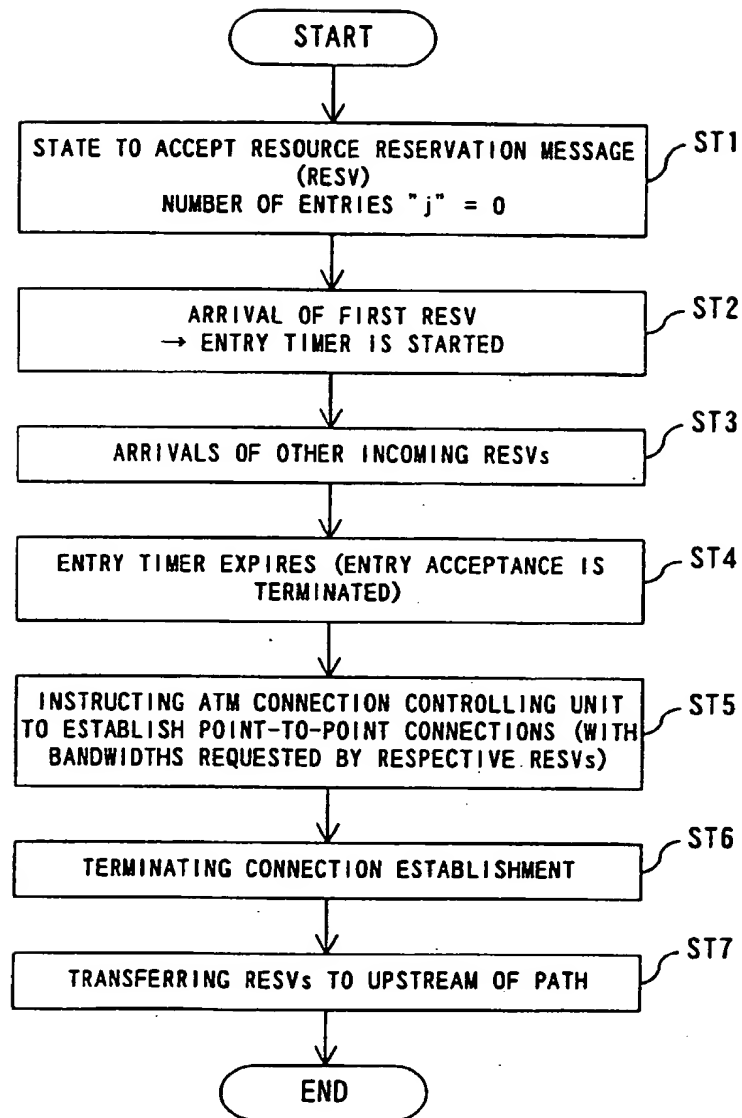 START
STATE TO ACCEPT RESOURCE RESERVATION MESSAGE
(RESV)
NUMBER OF ENTRIES "j" = 0
ST1
ARRIVAL OF FIRST RESV
→ ENTRY TIMER IS STARTED
ST2
ARRIVALS OF OTHER INCOMING RESVs
ST3
ENTRY TIMER EXPIRES (ENTRY ACCEPTANCE IS
TERMINATED)
ST4
INSTRUCTING ATM CONNECTION CONTROLLING UNIT
TO ESTABLISH POINT-TO-POINT CONNECTIONS (WITH
BANDWIDTHS REQUESTED BY RESPECTIVE RESVs)
ST5
TERMINATING CONNECTION ESTABLISHMENT
ST6
TRANSFERRING RESVs TO UPSTREAM OF PATH
ST7
END